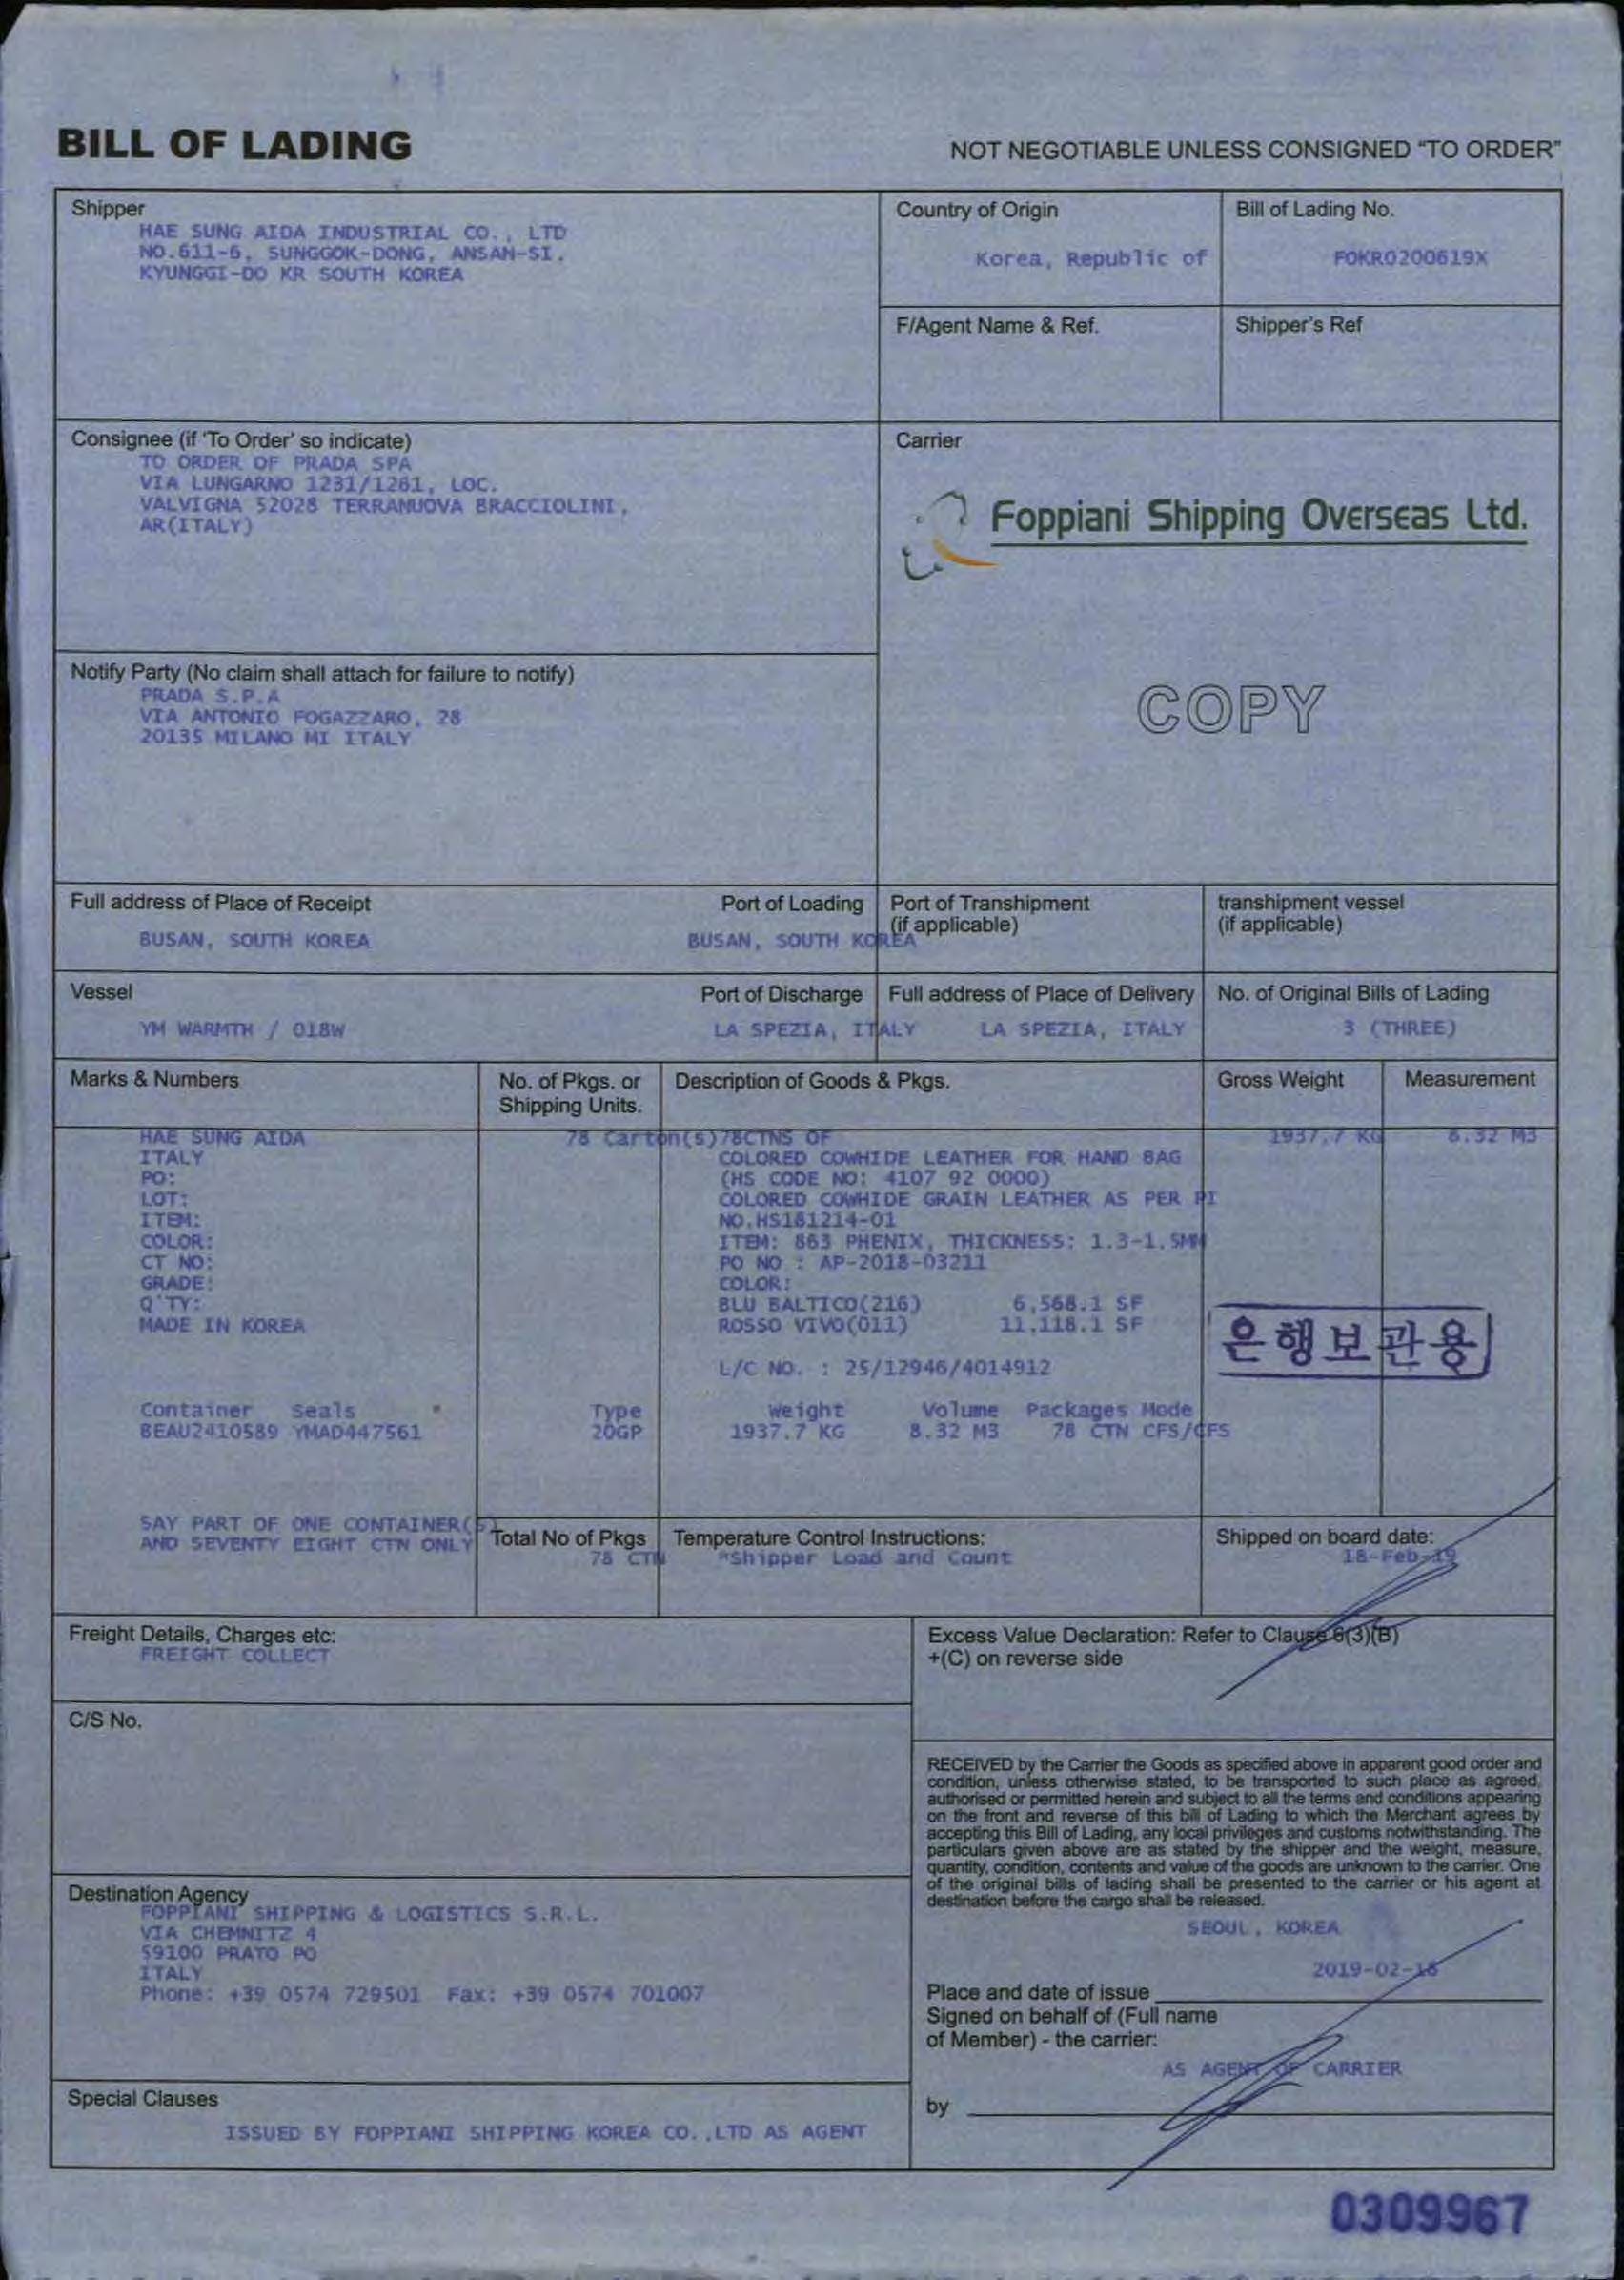 BILL OF LADING
NOT NEGOTIABLE UNLESS CONSIGNED "TO ORDER"
Shipper
HAE SUNG AIDA INDUSTRIAL CO., LTD
NO.611-6, SUNGGOK-DONG, ANSAN-SI,
KYUNGGI-DO KR SOUTH KOREA
Country of Origin
Korea, Republic of
Bill of Lading No.
FOKR0200619X
F/Agent Name & Ref.
Shipper's Ref
Consignee (if 'To Order' so indicate)
TO ORDER OF PRADA SPA
VIA LUNGARNO 1231/1261, LOC.
VALVIGNA 52028 TERRANUOVA BRACCIOLINI,
AR(ITALY)
Carrier
Foppiani Shipping Overseas Ltd.
COPY
Notify Party (No claim shall attach for failure to notify)
PRADA S.P.A
VIA ANTONIO FOGAZZARO, 28
20135 MILANO MI ITALY
Full address of Place of Receipt
BUSAN, SOUTH KOREA
Port of Loading
BUSAN, SOUTH KOREA
Port of Transhipment
(if applicable)
transhipment vessel
(if applicable)
Vessel
YM WARMTH / 018W
Port of Discharge
LA SPEZIA, ITALY
Full address of Place of Delivery
LA SPEZIA, ITALY
No. of Original Bills of Lading
3 (THREE)
Marks & Numbers
No. of Pkgs. or
Shipping Units.
Description of Goods & Pkgs.
Gross Weight
Measurement
HAE SUNG AIDA
ITALY
PO:
LOT:
ITEM:
COLOR:
CT NO:
GRADE:
Q'TY:
MADE IN KOREA
78 Carton(s)
78CTNS OF
COLORED COWHIDE LEATHER FOR HAND BAG
(HS CODE NO: 4107 92 0000)
COLORED COWHIDE GRAIN LEATHER AS PER PI
NO.HS181214-01
ITEM: 863 PHENIX, THICKNESS: 1.3-1.5MM
PO NO : AP-2018-03211
COLOR:
BLU BALTICO(216) 6,568.1 SF
ROSSO VIVO(011) 11,118.1 SF
L/C NO. : 25/12946/4014912
1937.7 KG
8.32 M3
은행보관용
Container Seals Type Weight Volume Packages Mode
BEAU2410589 YMAD447561 20GP 1937.7 KG 8.32 M3 78 CTN CFS/CFS
SAY PART OF ONE CONTAINER(S)
AND SEVENTY EIGHT CTN ONLY
Total No of Pkgs
78 CTN
Temperature Control Instructions:
"Shipper Load and Count
Shipped on board date:
18-Feb-19
Freight Details, Charges etc:
FREIGHT COLLECT
Excess Value Declaration: Refer to Clause 6(3)(B)
+(C) on reverse side
C/S No.
RECEIVED by the Carrier the Goods as specified above in apparent good order and
condition, unless otherwise stated, to be transported to such place as agreed,
authorised or permitted herein and subject to all the terms and conditions appearing
on the front and reverse of this bill of Lading to which the Merchant agrees by
accepting this Bill of Lading, any local privileges and customs notwithstanding. The
particulars given above are as stated by the shipper and the weight, measure,
quantity, condition, contents and value of the goods are unknown to the carrier. One
of the original bills of lading shall be presented to the carrier or his agent at
destination before the cargo shall be released.
Destination Agency
FOPPIANI SHIPPING & LOGISTICS S.R.L.
VIA CHEMNITZ 4
59100 PRATO PO
ITALY
Phone: +39 0574 729501 Fax: +39 0574 701007
SEOUL, KOREA
2019-02-18
Place and date of issue
Signed on behalf of (Full name
of Member) - the carrier:
AS AGENT OF CARRIER
by
Special Clauses
ISSUED BY FOPPIANI SHIPPING KOREA CO.,LTD AS AGENT
0309967